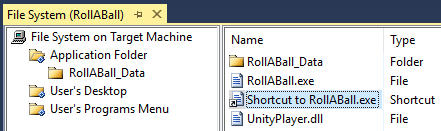 File System (RollABall)
File System on Target Machine
Application Folder
RollABall_Data
User's Desktop
User's Programs Menu
Name Type
RollABall_Data Folder
RollABall.exe File
Shortcut to RollABall.exe Shortcut
UnityPlayer.dll File